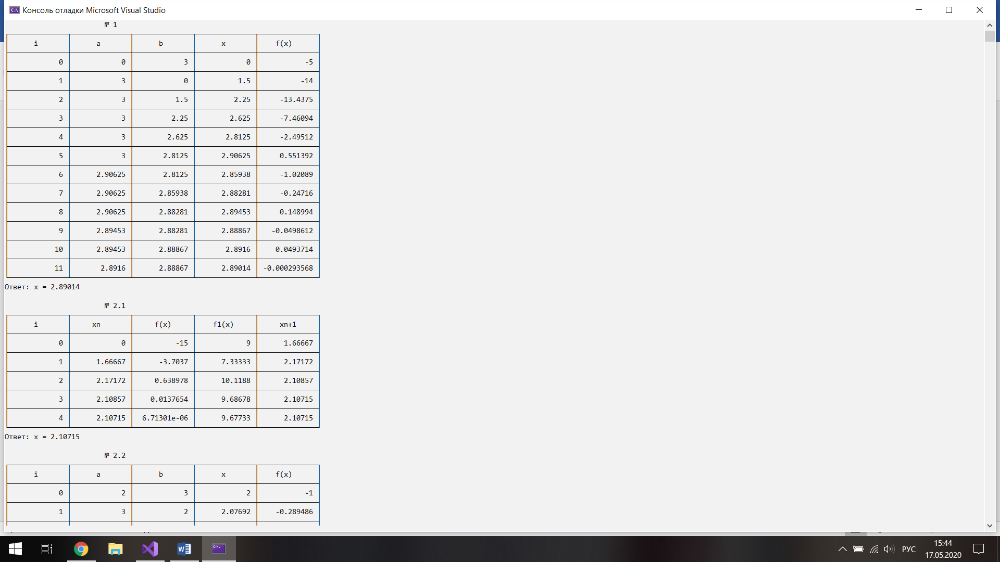 Консоль отладки Microsoft Visual Studio
№ 1
i a b x f(x)
0 0 3 0 -5
1 3 0 1.5 -14
2 3 1.5 2.25 -13.4375
3 3 2.25 2.625 -7.46094
4 3 2.625 2.8125 -2.49512
5 3 2.8125 2.90625 0.551392
6 2.90625 2.8125 2.85938 -1.02089
7 2.90625 2.85938 2.88281 -0.24716
8 2.90625 2.88281 2.89453 0.148994
9 2.89453 2.88281 2.88867 -0.0498612
10 2.89453 2.88867 2.8916 0.0493714
11 2.8916 2.88867 2.89014 -0.000293568
Ответ: x = 2.89014
№ 2.1
i xn f(x) f1(x) xn+1
0 0 -15 9 1.66667
1 1.66667 -3.7037 7.33333 2.17172
2 2.17172 0.638978 10.1188 2.10857
3 2.10857 0.0137654 9.68678 2.10715
4 2.10715 6.71301e-06 9.67733 2.10715
Ответ: x = 2.10715
№ 2.2
i a b x f(x)
0 2 3 2 -1
1 3 2 2.07692 -0.289486
РУС
15:44
17.05.2020